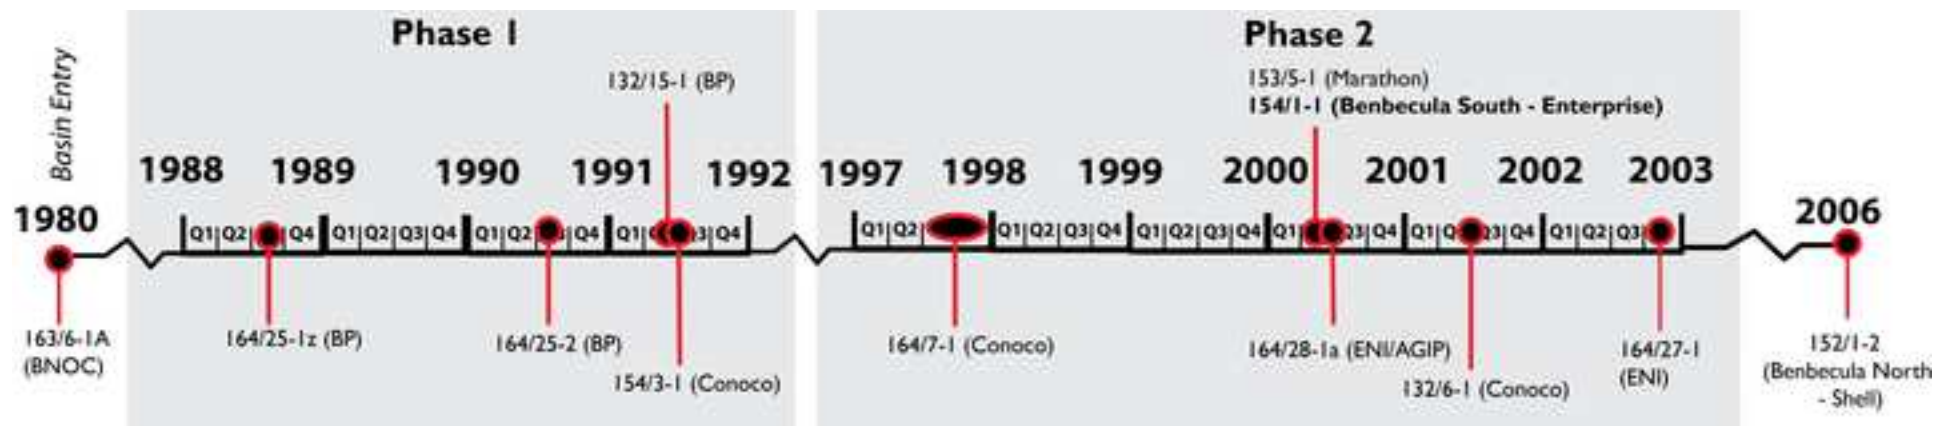 Phase 1
Phase 2
Basin Entry
132/15-1 (BP)
153/5-1 (Marathon)
154/1-1 (Benbecula South - Enterprise)
1980
1988
1989
1990
1991
1992
1997
1998
1999
2000
2001
2002
2003
2006
Q1 Q2 Q4 Q1 Q2 Q3 Q4 Q1 Q2 Q4 Q1 Q4
Q1 Q2 Q1 Q2 Q3 Q4 Q1 Q2 Q3 Q4 Q1 Q3 Q4 Q1 Q3 Q4 Q1 Q2 Q3
163/6-1A
(BNOC)
164/25-1z (BP)
164/25-2 (BP)
154/3-1 (Conoco)
164/7-1 (Conoco)
164/28-1a (ENI/AGIP)
132/6-1 (Conoco)
164/27-1
(ENI)
152/1-2
(Benbecula North
- Shell)